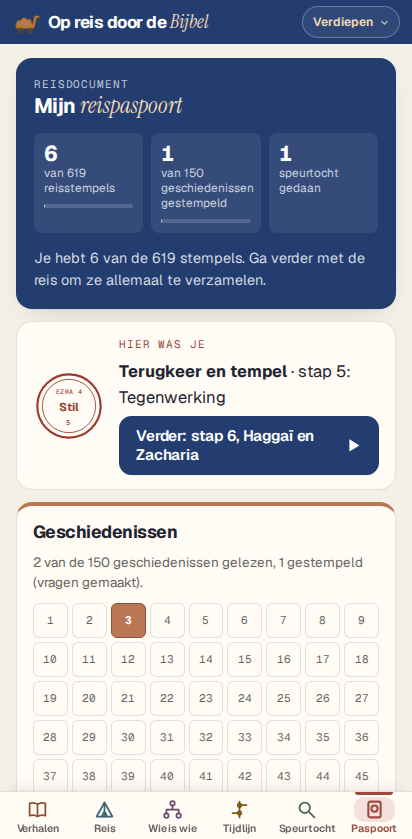 Op reis door de Bijbel
Verdiepen
REISDOCUMENT
Mijn reispaspoort
6
van 619
reisstempels
1
van 150
geschiedenissen
gestempeld
1
speurtocht
gedaan
Je hebt 6 van de 619 stempels. Ga verder met de
reis om ze allemaal te verzamelen.
HIER WAS JE
EZRA 4
Stil
5
Terugkeer en tempel · stap 5:
Tegenwerking
Verder: stap 6, Haggaï en
Zacharia
Geschiedenissen
2 van de 150 geschiedenissen gelezen, 1 gestempeld
(vragen gemaakt).
1 2 3 4 5 6 7 8 9
10 11 12 13 14 15 16 17 18
19 20 21 22 23 24 25 26 27
28 29 30 31 32 33 34 35 36
37 38 39 40 41 42 43 44 45
Verhalen Reis Wie is wie Tijdlijn Speurtocht Paspoort